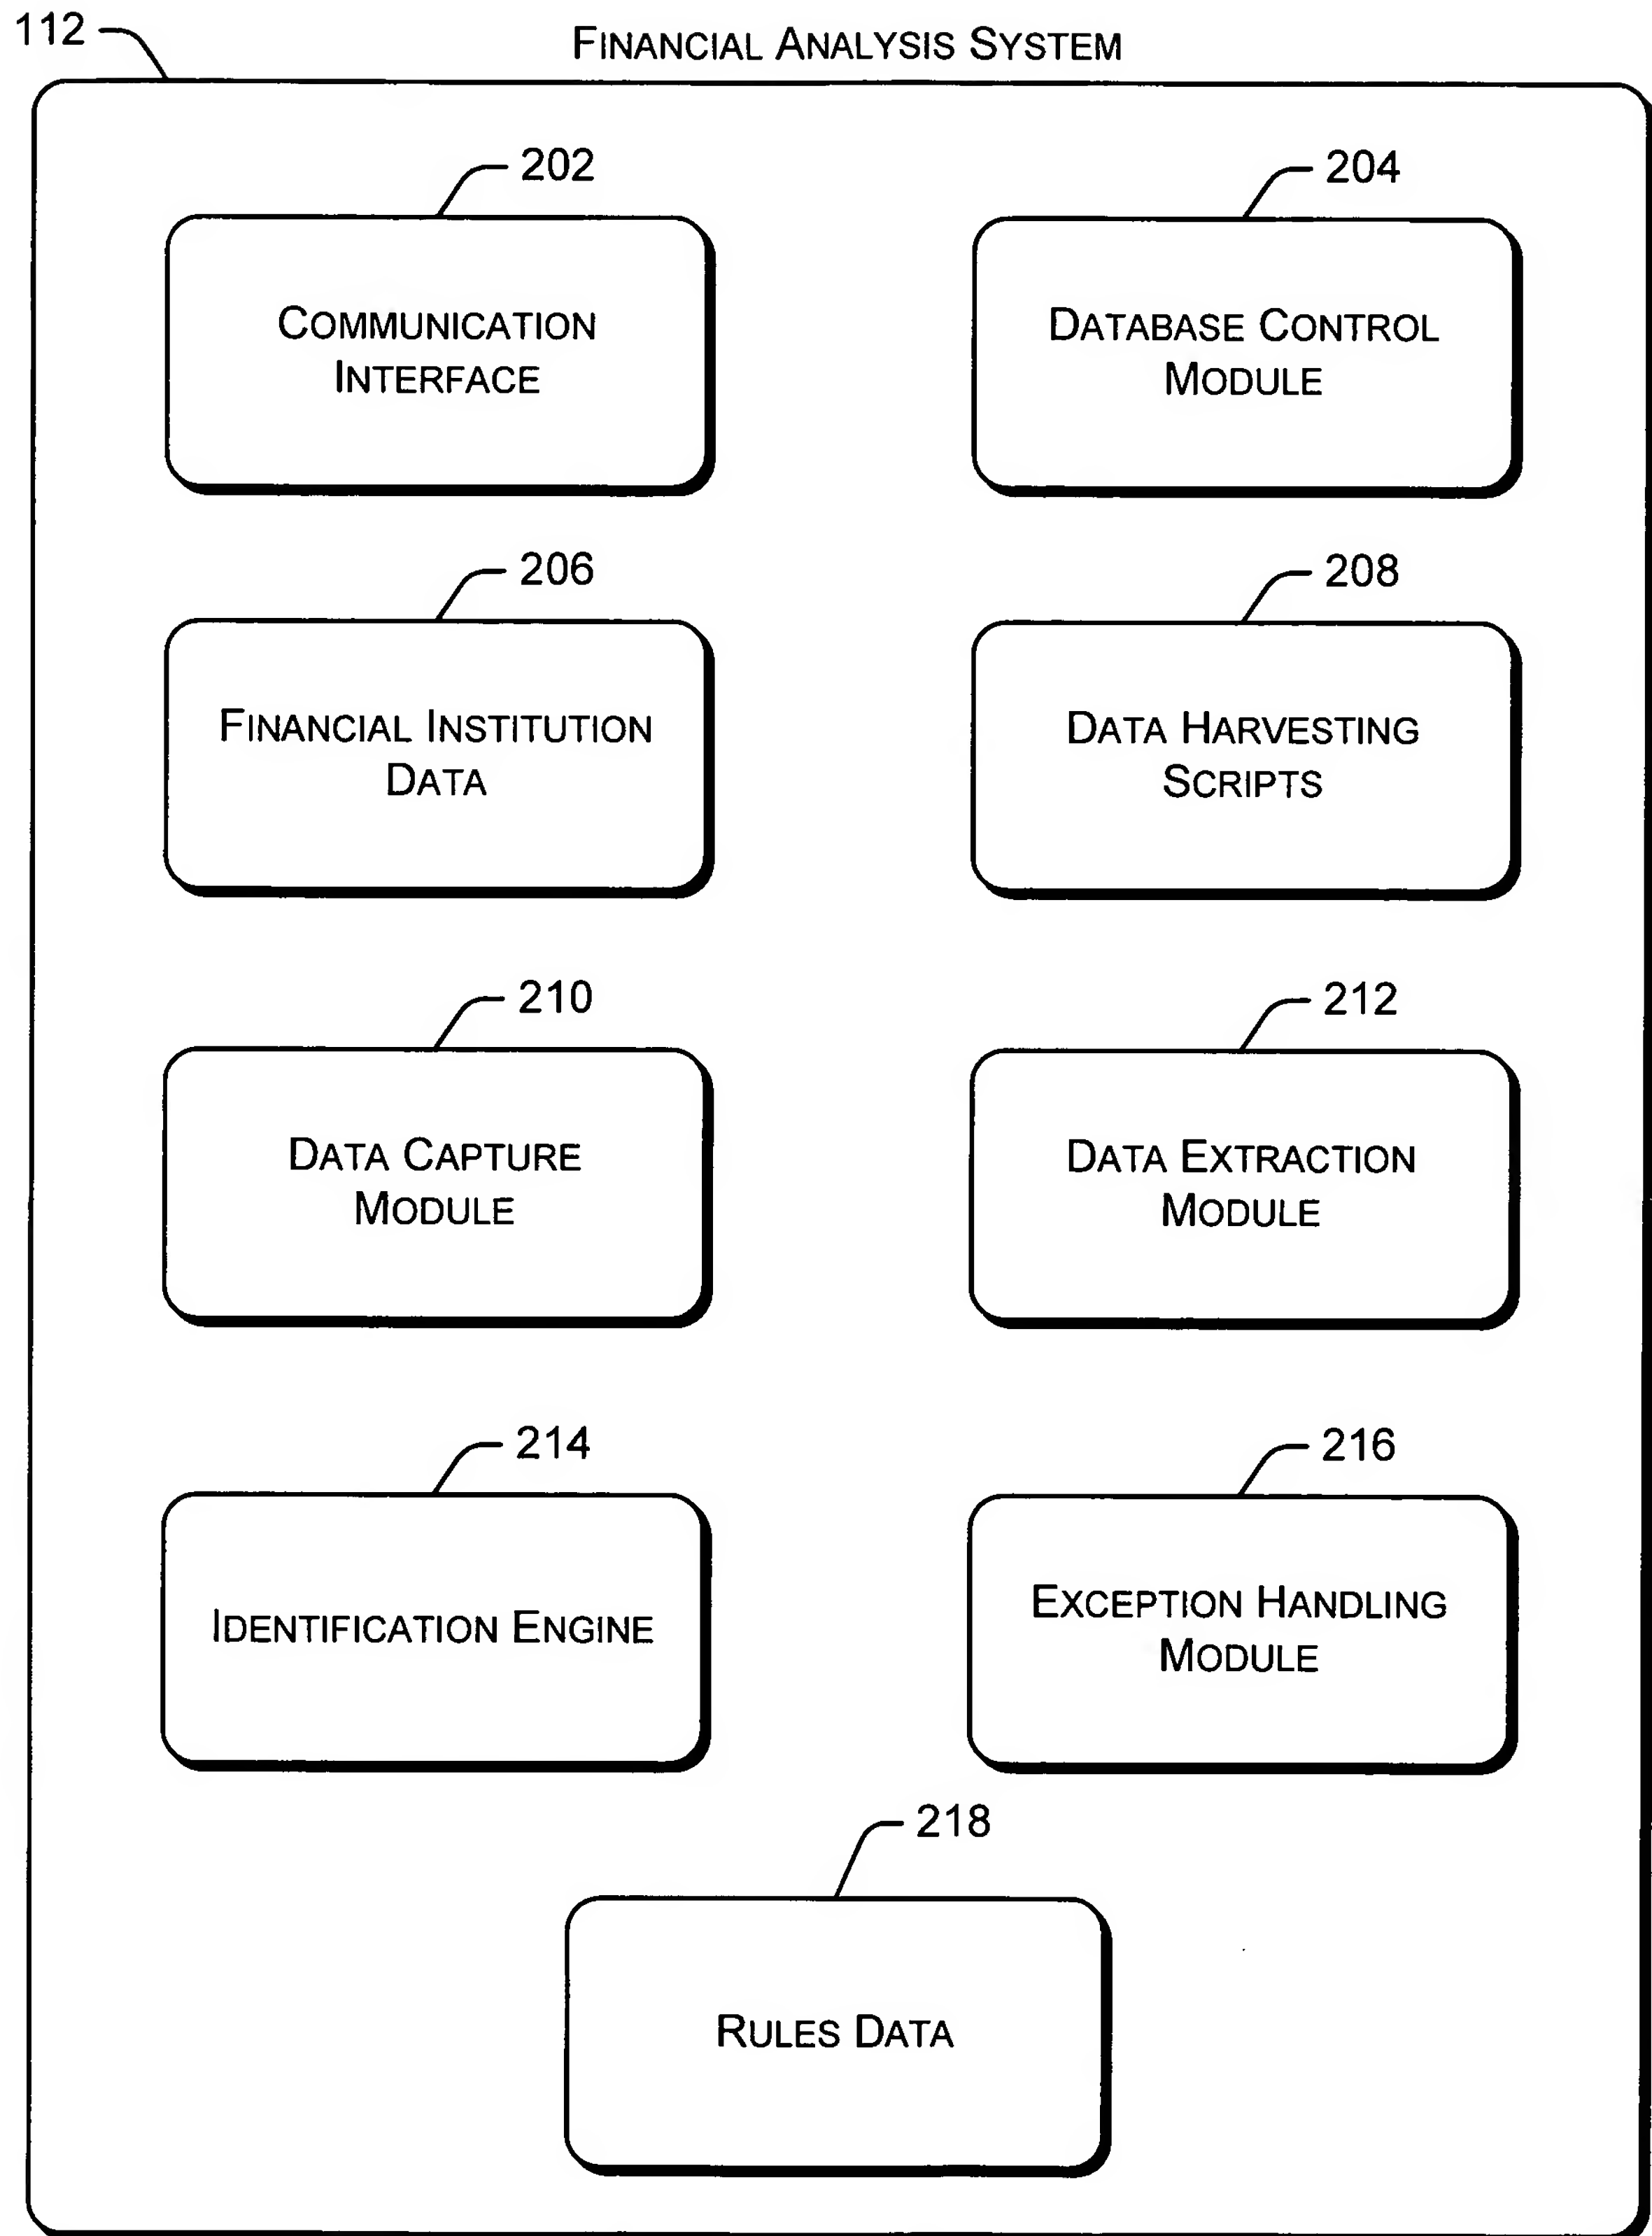 112
FINANCIAL ANALYSIS SYSTEM
202
204
COMMUNICATION
INTERFACE
DATABASE CONTROL
MODULE
206
208
FINANCIAL INSTITUTION
DATA
DATA HARVESTING
SCRIPTS
210
212
DATA CAPTURE
MODULE
DATA EXTRACTION
MODULE
214
216
IDENTIFICATION ENGINE
EXCEPTION HANDLING
MODULE
218
RULES DATA